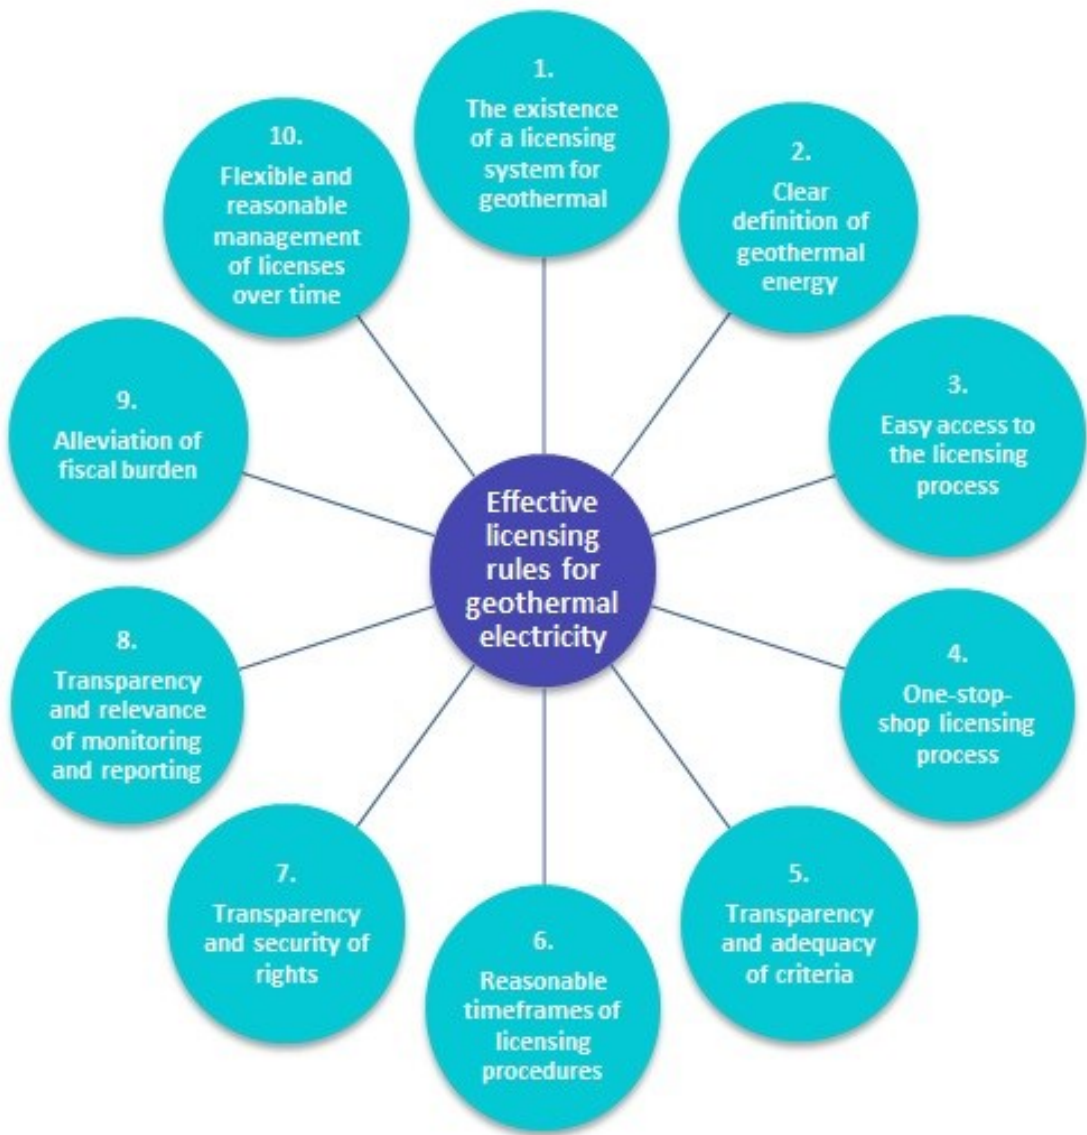 1.
The existence
of a licensing
system for
geothermal
2.
Clear
definition of
geothermal
energy
3.
Easy access to
the licensing
process
4.
One-stop-
shop licensing
process
5.
Transparency
and adequacy
of criteria
6.
Reasonable
timeframes of
licensing
procedures
7.
Transparency
and security of
rights
8.
Transparency
and relevance
of monitoring
and reporting
9.
Alleviation of
fiscal burden
10.
Flexible and
reasonable
management
of licenses
over time
Effective
licensing
rules for
geothermal
electricity